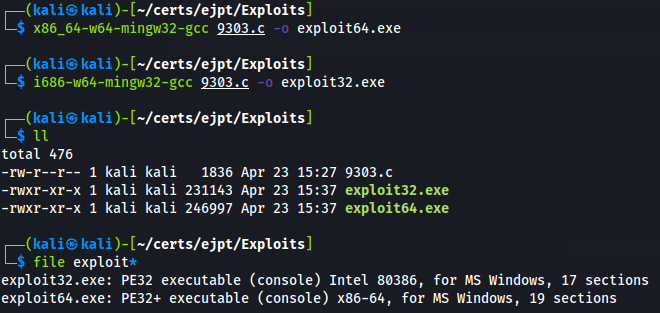 ┌──(kali㉿kali)-[~/certs/ejpt/Exploits]
└─$ x86_64-w64-mingw32-gcc 9303.c -o exploit64.exe
┌──(kali㉿kali)-[~/certs/ejpt/Exploits]
└─$ i686-w64-mingw32-gcc 9303.c -o exploit32.exe
┌──(kali㉿kali)-[~/certs/ejpt/Exploits]
└─$ ll
total 476
-rw-r--r-- 1 kali kali   1836 Apr 23 15:27 9303.c
-rwxr-xr-x 1 kali kali 231143 Apr 23 15:37 exploit32.exe
-rwxr-xr-x 1 kali kali 246997 Apr 23 15:37 exploit64.exe
┌──(kali㉿kali)-[~/certs/ejpt/Exploits]
└─$ file exploit*
exploit32.exe: PE32 executable (console) Intel 80386, for MS Windows, 17 sections
exploit64.exe: PE32+ executable (console) x86-64, for MS Windows, 19 sections